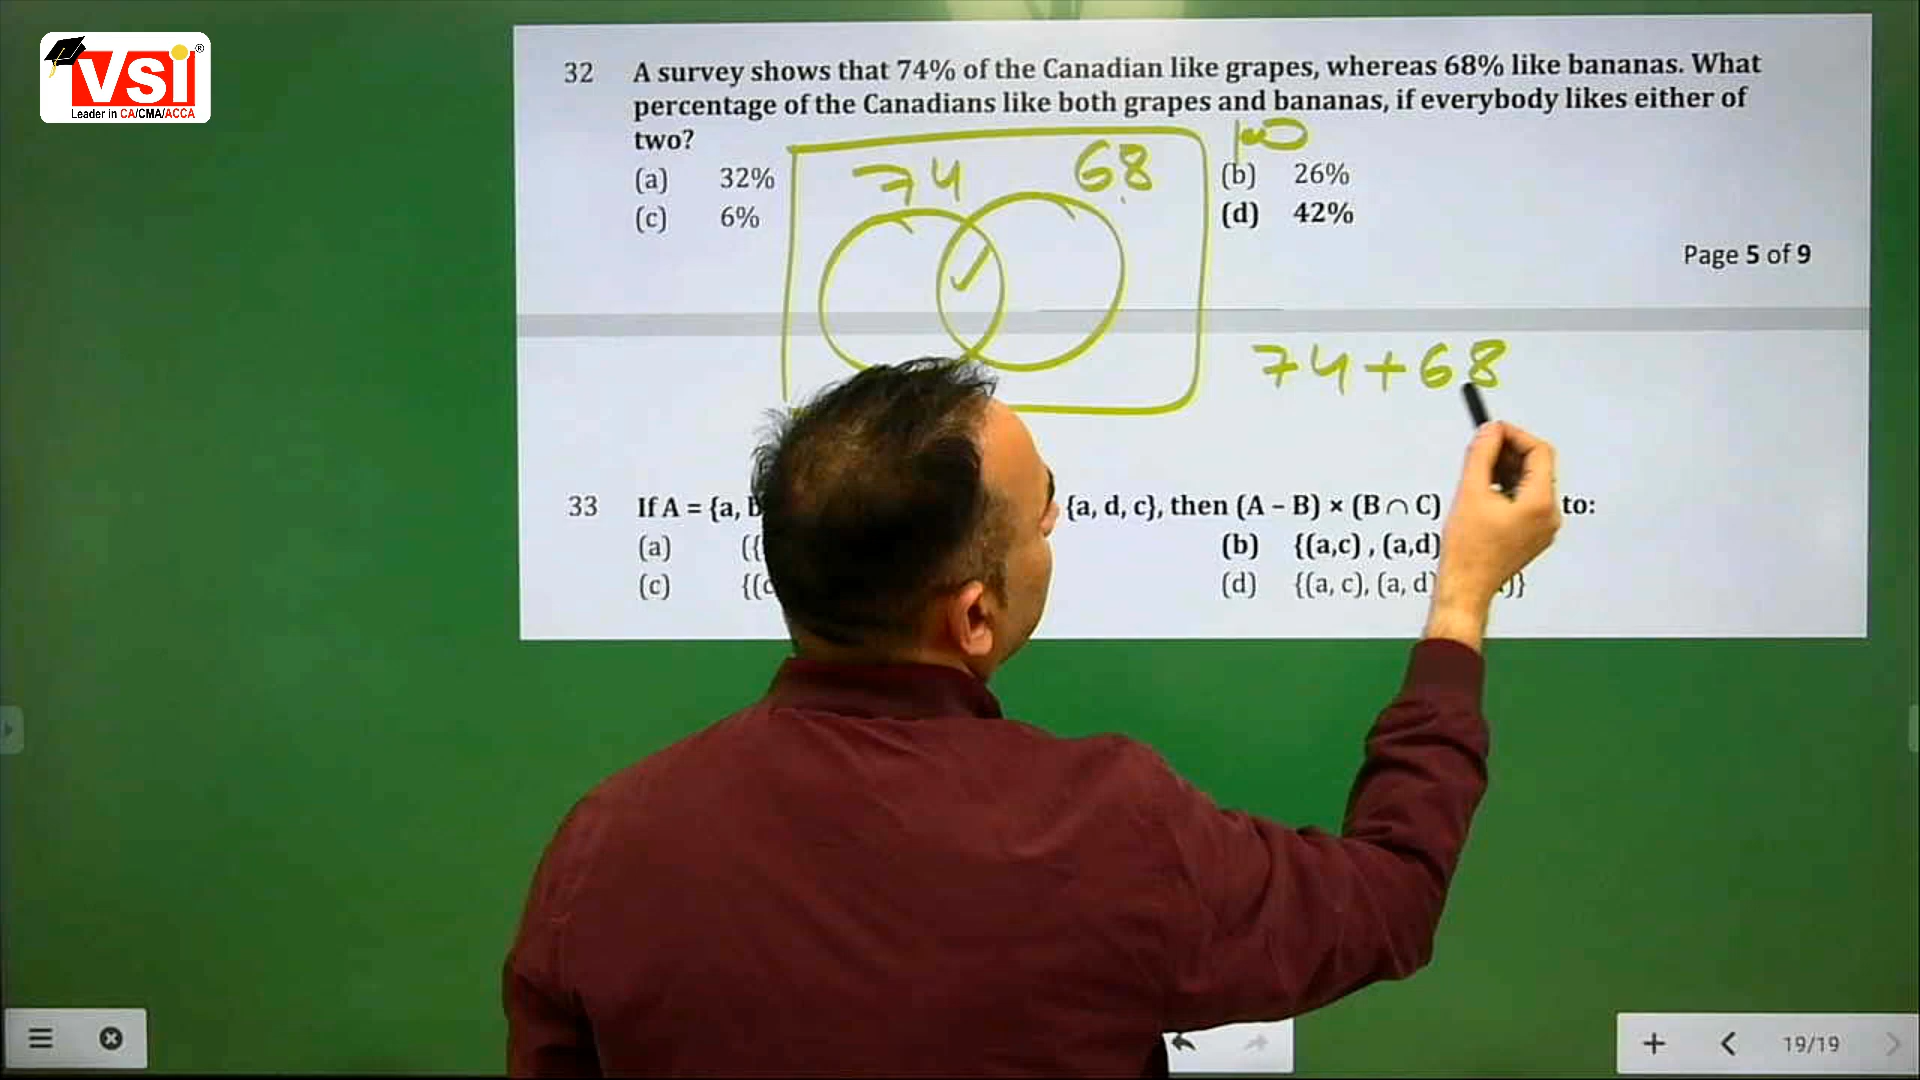 VSI ®
Leader in CA/CMA/ACCA
32 A survey shows that 74% of the Canadian like grapes, whereas 68% like bananas. What
percentage of the Canadians like both grapes and bananas, if everybody likes either of
two?
100
74 68
(a) 32% (b) 26%
(c) 6% (d) 42%
Page 5 of 9
74+68
33 If A = {a, b {a, d, c}, then (A – B) × (B ∩ C) to:
(a) ({ (b) {(a,c) , (a,d)
(c) {(c (d) {(a, c), (a, d) )}
19/19